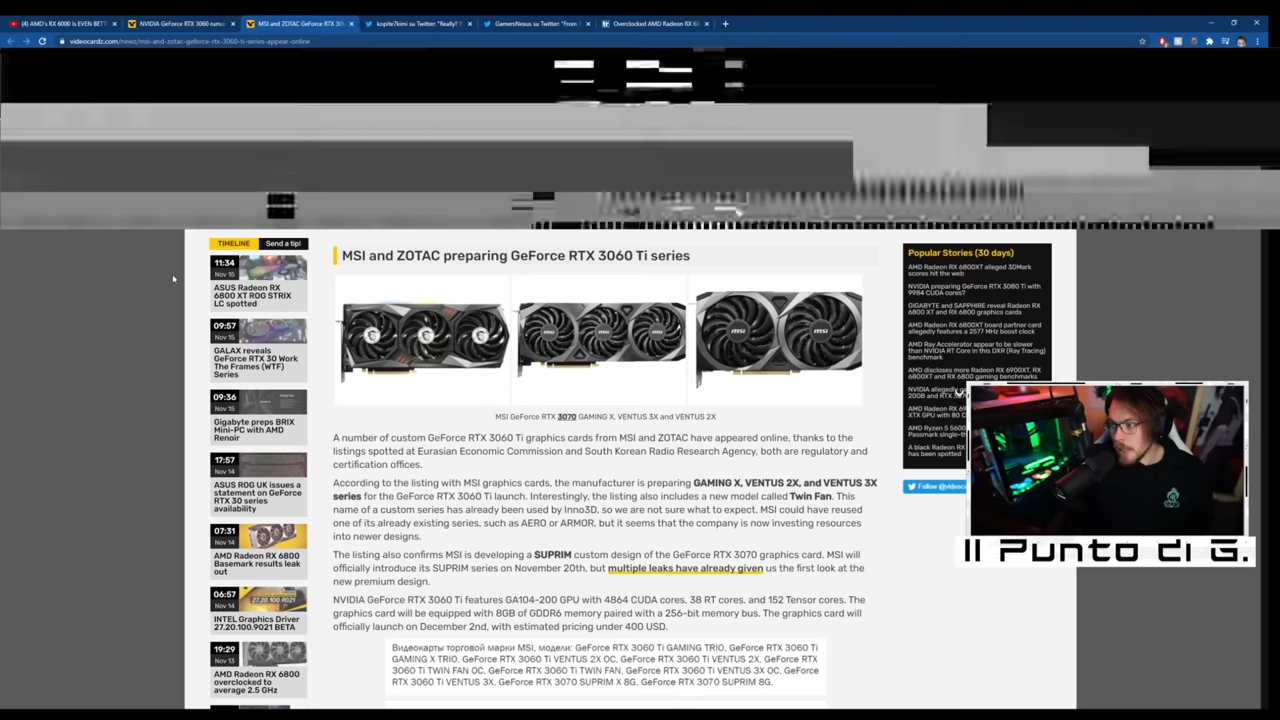 (4) AMD's RX 6000 is EVEN BETT
NVIDIA GeForce RTX 3060 rumo
MSI and ZOTAC GeForce RTX 30
kopite7kimi su Twitter: "Really?
GamersNexus su Twitter: "From
Overclocked AMD Radeon RX 6
videocardz.com/newz/msi-and-zotac-geforce-rtx-3060-ti-series-appear-online
TIMELINE
Send a tip!
11:34
Nov 15
ASUS Radeon RX
6800 XT ROG STRIX
LC spotted
09:57
Nov 15
GALAX reveals
GeForce RTX 30 Work
The Frames (WTF)
Series
09:36
Nov 15
Gigabyte preps BRIX
Mini-PC with AMD
Renoir
17:57
Nov 14
ASUS ROG UK issues a
statement on GeForce
RTX 30 series
availability
07:31
Nov 14
AMD Radeon RX 6800
Basemark results leak
out
06:57
Nov 14
27.20.100.9021
INTEL Graphics Driver
27.20.100.9021 BETA
19:29
Nov 13
AMD Radeon RX 6800
overclocked to
average 2.5 GHz
MSI and ZOTAC preparing GeForce RTX 3060 Ti series
msi
msi
msi
msi
msi
MSI GeForce RTX 3070 GAMING X, VENTUS 3X and VENTUS 2X
A number of custom GeForce RTX 3060 Ti graphics cards from MSI and ZOTAC have appeared online, thanks to the
listings spotted at Eurasian Economic Commission and South Korean Radio Research Agency, both are regulatory and
certification offices.
According to the listing with MSI graphics cards, the manufacturer is preparing GAMING X, VENTUS 2X, and VENTUS 3X
series for the GeForce RTX 3060 Ti launch. Interestingly, the listing also includes a new model called Twin Fan. This
name of a custom series has already been used by Inno3D, so we are not sure what to expect. MSI could have reused
one of its already existing series, such as AERO or ARMOR, but it seems that the company is now investing resources
into newer designs.
The listing also confirms MSI is developing a SUPRIM custom design of the GeForce RTX 3070 graphics card. MSI will
officially introduce its SUPRIM series on November 20th, but multiple leaks have already given us the first look at the
new premium design.
NVIDIA GeForce RTX 3060 Ti features GA104-200 GPU with 4864 CUDA cores, 38 RT cores, and 152 Tensor cores. The
graphics card will be equipped with 8GB of GDDR6 memory paired with a 256-bit memory bus. The graphics card will
officially launch on December 2nd, with estimated pricing under 400 USD.
Видеокарты торговой марки MSI, модели: GeForce RTX 3060 Ti GAMING TRIO, GeForce RTX 3060 Ti
GAMING X TRIO, GeForce RTX 3060 Ti VENTUS 2X OC, GeForce RTX 3060 Ti VENTUS 2X, GeForce RTX
3060 Ti TWIN FAN OC, GeForce RTX 3060 Ti TWIN FAN, GeForce RTX 3060 Ti VENTUS 3X OC, GeForce
RTX 3060 Ti VENTUS 3X, GeForce RTX 3070 SUPRIM X 8G, GeForce RTX 3070 SUPRIM 8G.
Popular Stories (30 days)
AMD Radeon RX 6800XT alleged 3DMark
scores hit the web
NVIDIA preparing GeForce RTX 3080 Ti with
9984 CUDA cores?
GIGABYTE and SAPPHIRE reveal Radeon RX
6800 XT and RX 6800 graphics cards
AMD Radeon RX 6800XT board partner card
allegedly features a 2577 MHz boost clock
AMD Ray Accelerator appear to be slower
than NVIDIA RT Core in this DXR (Ray Tracing)
benchmark
AMD discloses more Radeon RX 6900XT, RX
6800XT and RX 6800 gaming benchmarks
NVIDIA allegedly
20GB and RTX
AMD Radeon RX 69
XTX GPU with 80 C
AMD Ryzen 5 5600
Passmark single-th
A black Radeon RX
has been spotted
Follow @videoca
Il Punto di G.